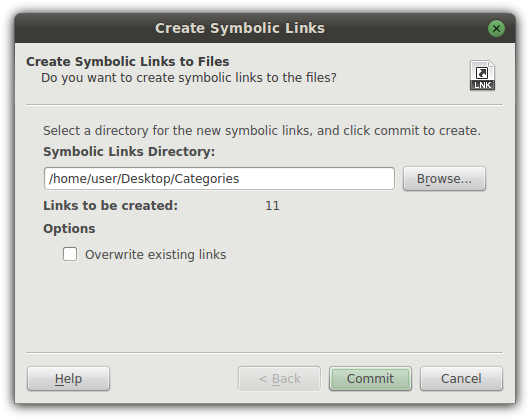 Create Symbolic Links
Create Symbolic Links to Files
Do you want to create symbolic links to the files?
LNK
Select a directory for the new symbolic links, and click commit to create.
Symbolic Links Directory:
/home/user/Desktop/Categories
Browse...
Links to be created: 11
Options
Overwrite existing links
Help < Back Commit Cancel